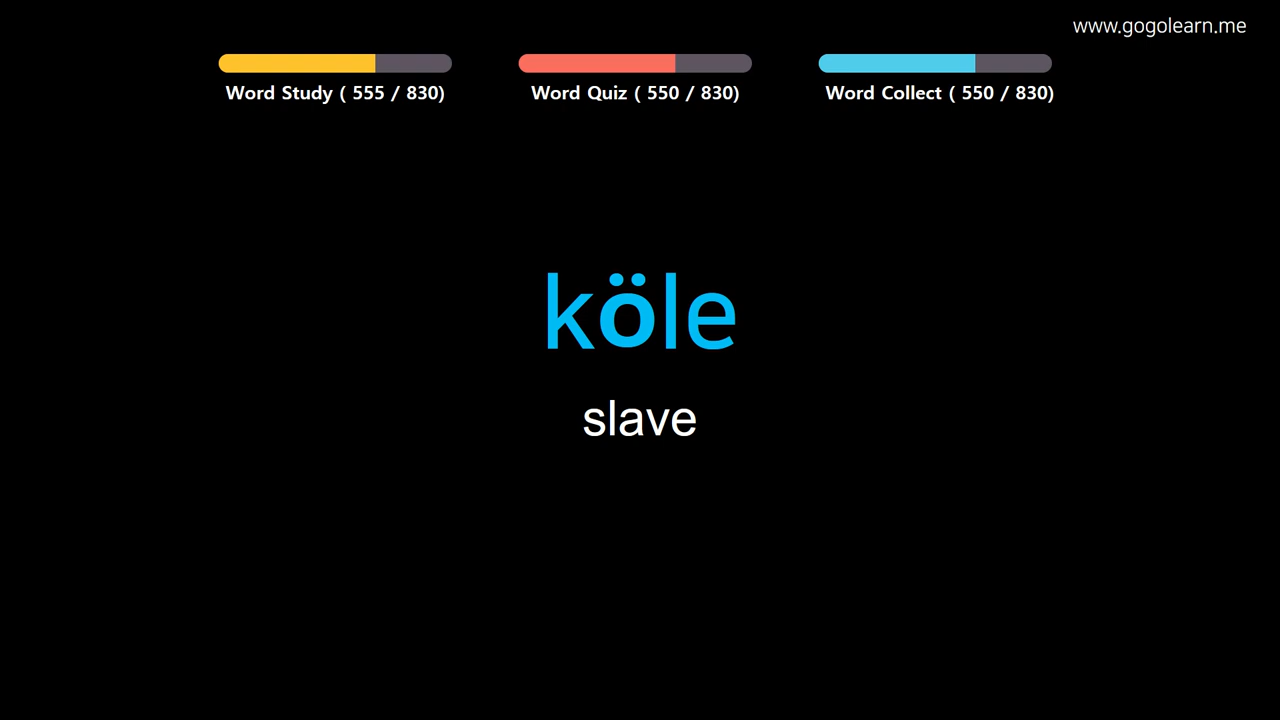 www.gogolearn.me
Word Study ( 555 / 830)
Word Quiz ( 550 / 830)
Word Collect ( 550 / 830)
köle
slave